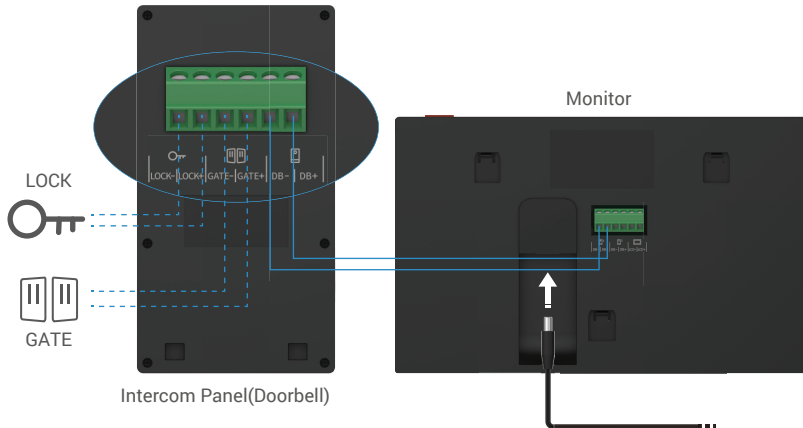 Monitor
LOCK- LOCK+ GATE- GATE+ DB- DB+
LOCK
GATE
Intercom Panel(Doorbell)